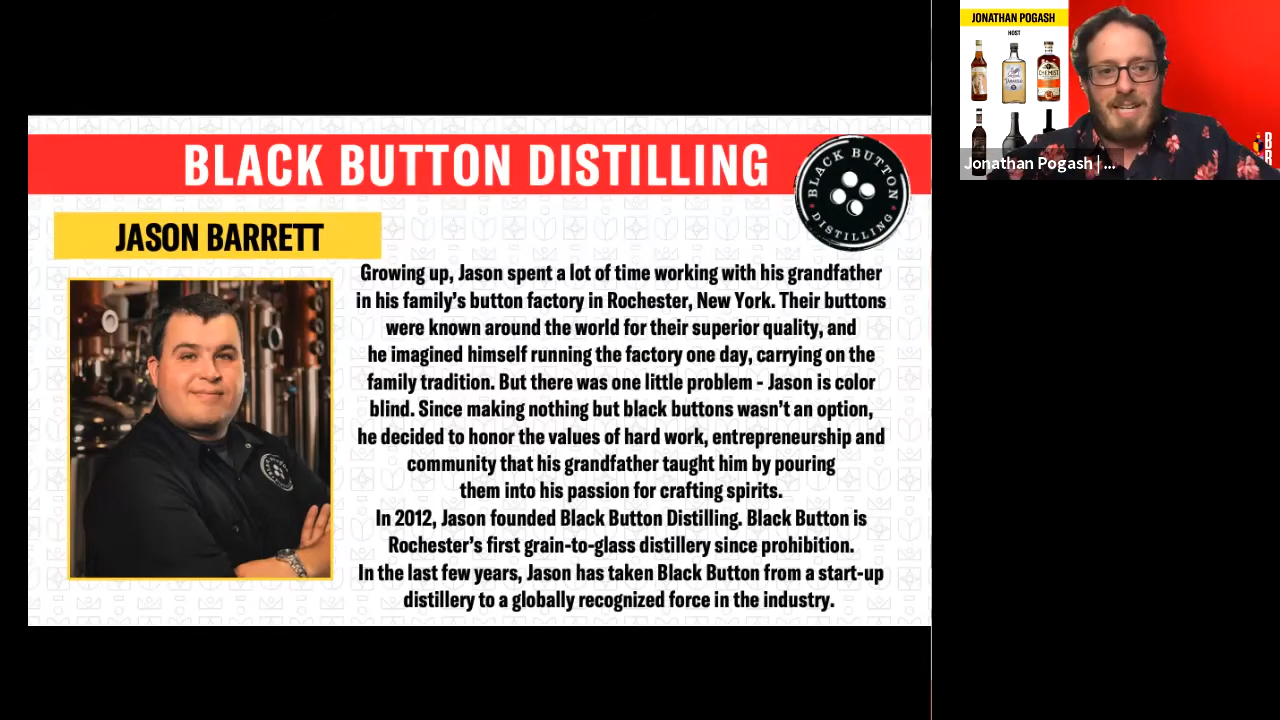 BLACK BUTTON DISTILLING
BLACK BUTTON
DISTILLING
JASON BARRETT
Growing up, Jason spent a lot of time working with his grandfather
in his family's button factory in Rochester, New York. Their buttons
were known around the world for their superior quality, and
he imagined himself running the factory one day, carrying on the
family tradition. But there was one little problem - Jason is color
blind. Since making nothing but black buttons wasn't an option,
he decided to honor the values of hard work, entrepreneurship and
community that his grandfather taught him by pouring
them into his passion for crafting spirits.
In 2012, Jason founded Black Button Distilling. Black Button is
Rochester's first grain-to-glass distillery since prohibition.
In the last few years, Jason has taken Black Button from a start-up
distillery to a globally recognized force in the industry.
JONATHAN POGASH
HOST
CHEMIST
Jonathan Pogash | ...